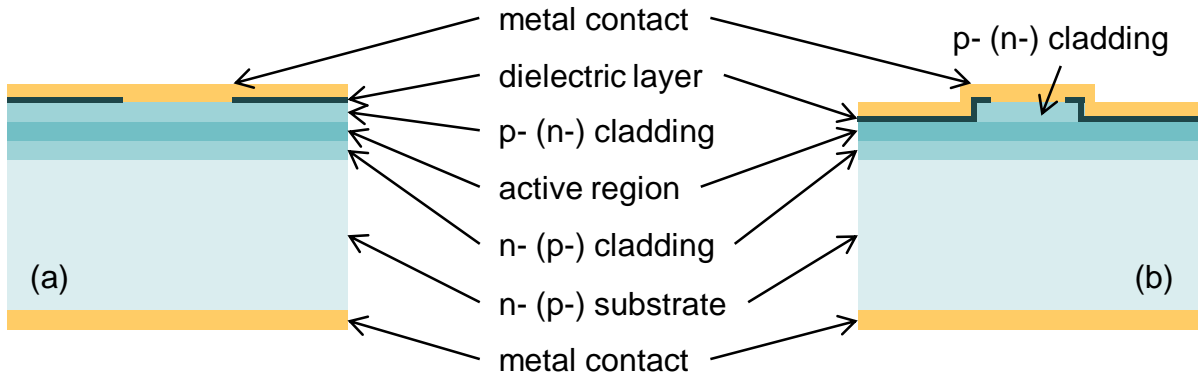 metal contact
p- (n-) cladding
dielectric layer
p- (n-) cladding
active region
n- (p-) cladding
(a)
(b)
n- (p-) substrate
metal contact